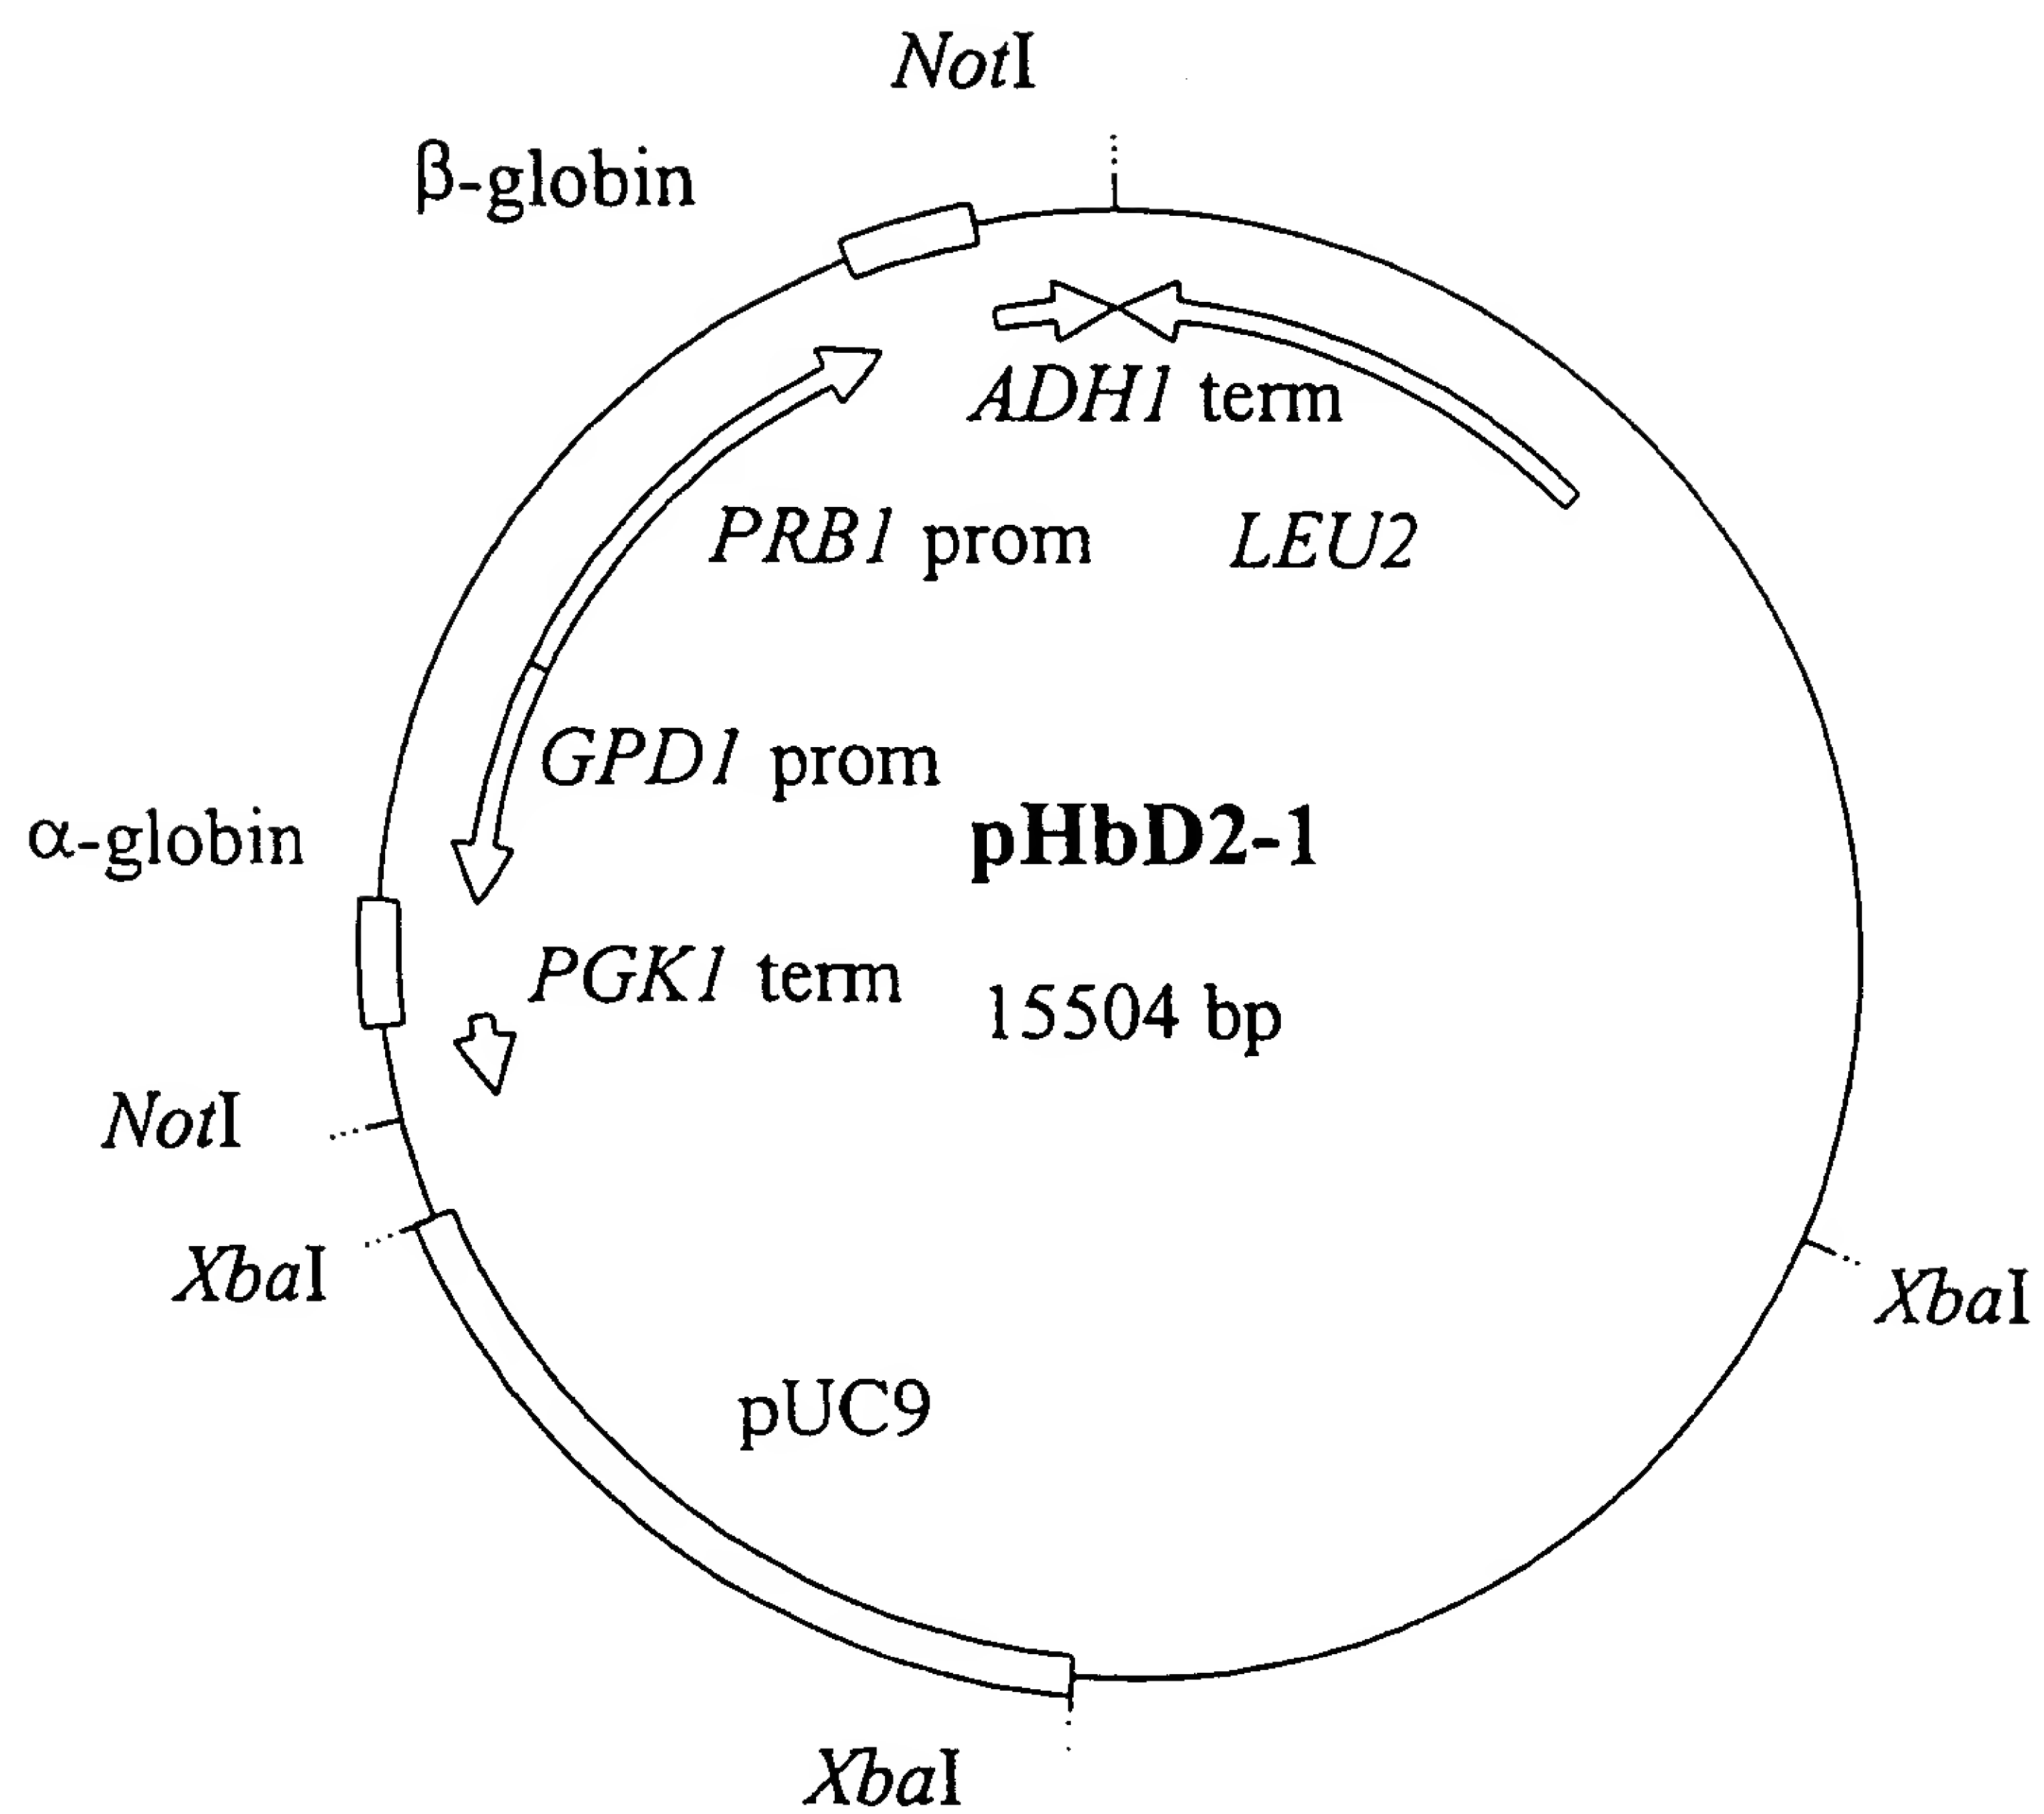 NotI
β-globin
ADH1 term
PRB1 prom
LEU2
GPD1 prom
α-globin
pHbD2-1
PGK1 term
15504 bp
NotI
XbaI
XbaI
pUC9
XbaI